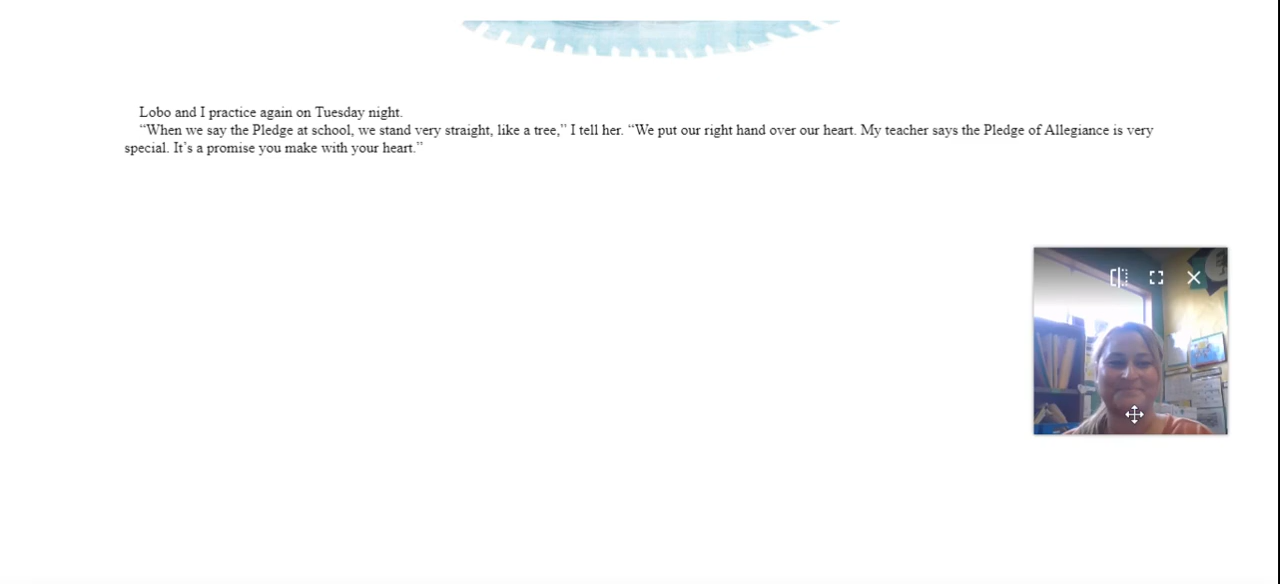 Lobo and I practice again on Tuesday night.
“When we say the Pledge at school, we stand very straight, like a tree,” I tell her. “We put our right hand over our heart. My teacher says the Pledge of Allegiance is very
special. It’s a promise you make with your heart.”